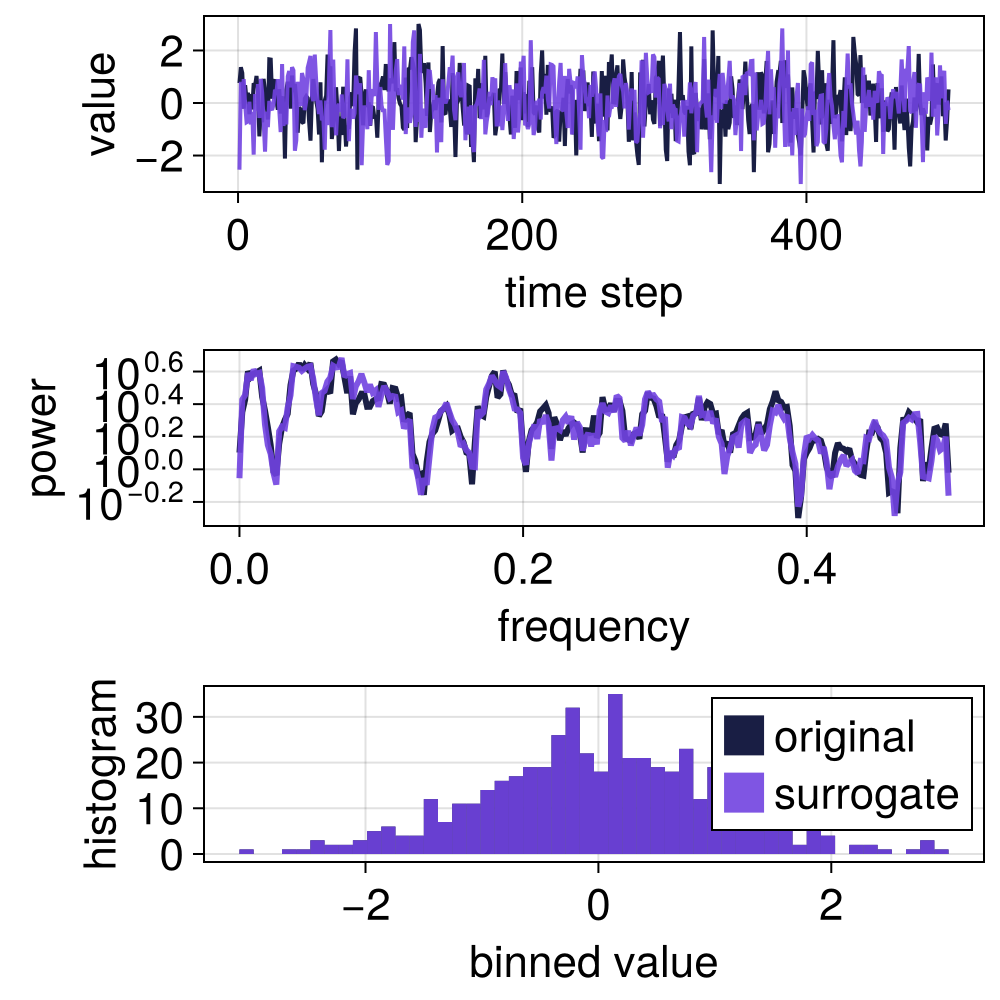 value
2
0
−2
0 200 400
time step
power
10^0.6
10^0.4
10^0.2
10^0.0
10^−0.2
0.0 0.2 0.4
frequency
histogram
30
20
10
0
original
surrogate
−2 0 2
binned value